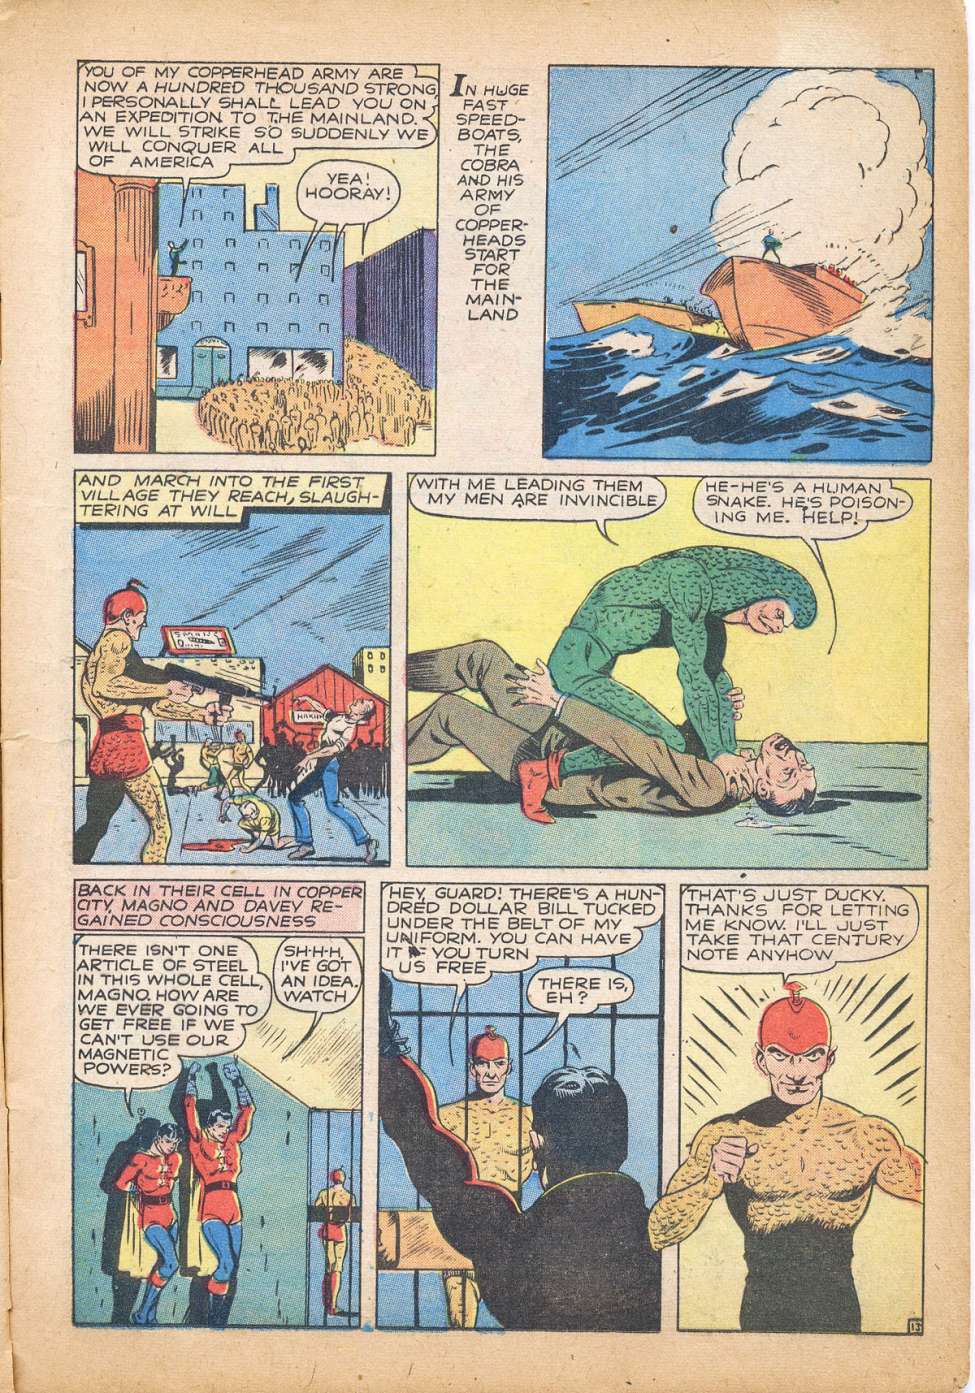 YOU OF MY COPPERHEAD ARMY ARE
NOW A HUNDRED THOUSAND STRONG
I PERSONALLY SHALL LEAD YOU ON
AN EXPEDITION TO THE MAINLAND.
WE WILL STRIKE SO SUDDENLY WE
WILL CONQUER ALL
OF AMERICA
YEA!
HOORAY!
IN HUGE
FAST
SPEED-
BOATS,
THE
COBRA
AND HIS
ARMY
OF
COPPER-
HEADS
START
FOR
THE
MAIN-
LAND
AND MARCH INTO THE FIRST
VILLAGE THEY REACH, SLAUGH-
TERING AT WILL
WITH ME LEADING THEM
MY MEN ARE INVINCIBLE
HE-HE'S A HUMAN
SNAKE. HE'S POISON-
ING ME. HELP!
BACK IN THEIR CELL IN COPPER
CITY, MAGNO AND DAVEY RE-
GAINED CONSCIOUSNESS
THERE ISN'T ONE
ARTICLE OF STEEL
IN THIS WHOLE CELL,
MAGNO. HOW ARE
WE EVER GOING TO
GET FREE IF WE
CAN'T USE OUR
MAGNETIC
POWERS?
SH-H-H,
I'VE GOT
AN IDEA.
WATCH
HEY, GUARD! THERE'S A HUN-
DRED DOLLAR BILL TUCKED
UNDER THE BELT OF MY
UNIFORM. YOU CAN HAVE
IT IF YOU TURN
US FREE
THERE IS,
EH?
THAT'S JUST DUCKY.
THANKS FOR LETTING
ME KNOW. I'LL JUST
TAKE THAT CENTURY
NOTE ANYHOW
13